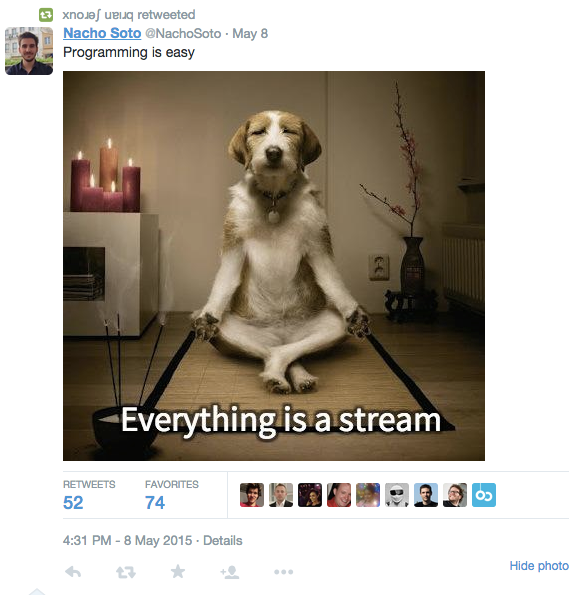 xnoɹǝſ uɐıɹq retweeted
Nacho Soto @NachoSoto · May 8
Programming is easy
Everything is a stream
RETWEETS FAVORITES
52 74
4:31 PM - 8 May 2015 · Details
Hide photo